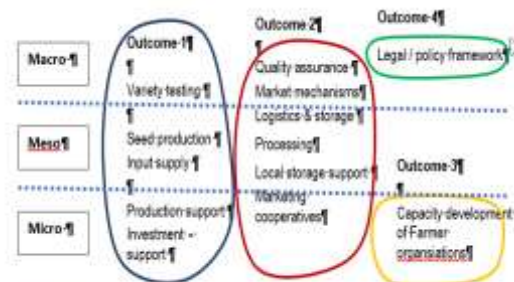 Macro·¶
Meso¶
Micro·¶
Outcome·1¶
¶
Variety·testing·¶
¶
Seed·production·¶
Input·supply·¶
¶
Production·support·¶
Investment·-·
support·¶
Outcome·2¶
¶
Quality·assurance·¶
Market·mechanisms¶
Logistics·&·storage·¶
Processing¶
Local·storage·support·¶
Marketing·
cooperatives¶
Outcome·4¶
Legal·/·policy·framework¶
Outcome·3¶
¶
Capacity·development·
of·Farmer·
organsiations¶